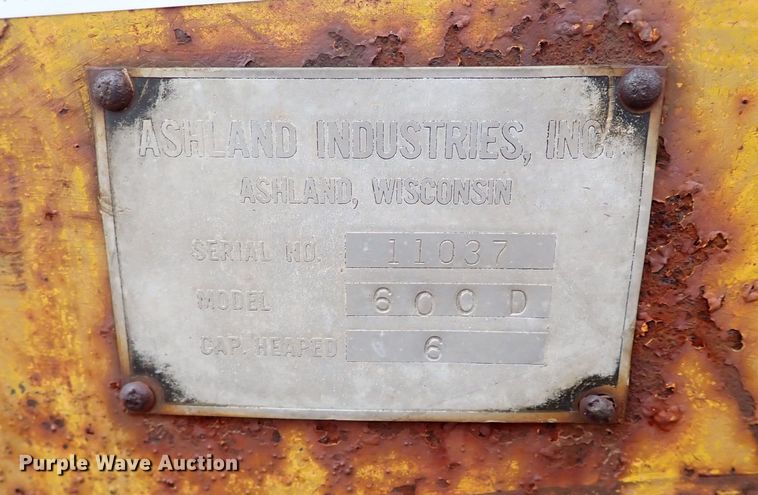 ASHLAND INDUSTRIES, INC.
ASHLAND, WISCONSIN
SERIAL NO. 11037
MODEL 600 D
CAP. HEAPED 6
Purple Wave Auction